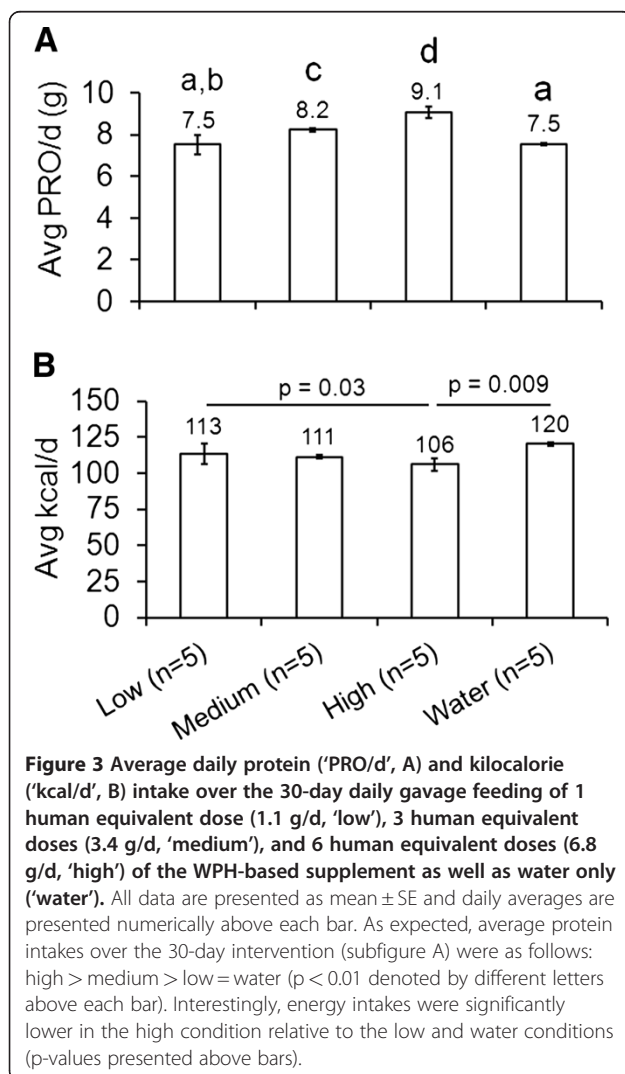 A
a,b
c
d
a
Avg PRO/d (g)
10
8
6
4
2
0
7.5
8.2
9.1
7.5
B
p = 0.03
p = 0.009
Avg kcal/d
150
125
100
75
50
25
0
113
111
106
120
Low (n=5)
Medium (n=5)
High (n=5)
Water (n=5)
Figure 3 Average daily protein (‘PRO/d’, A) and kilocalorie
(‘kcal/d’, B) intake over the 30-day daily gavage feeding of 1
human equivalent dose (1.1 g/d, ‘low’), 3 human equivalent
doses (3.4 g/d, ‘medium’), and 6 human equivalent doses (6.8
g/d, ‘high’) of the WPH-based supplement as well as water only
(‘water’). All data are presented as mean ± SE and daily averages are
presented numerically above each bar. As expected, average protein
intakes over the 30-day intervention (subfigure A) were as follows:
high > medium > low = water (p < 0.01 denoted by different letters
above each bar). Interestingly, energy intakes were significantly
lower in the high condition relative to the low and water conditions
(p-values presented above bars).